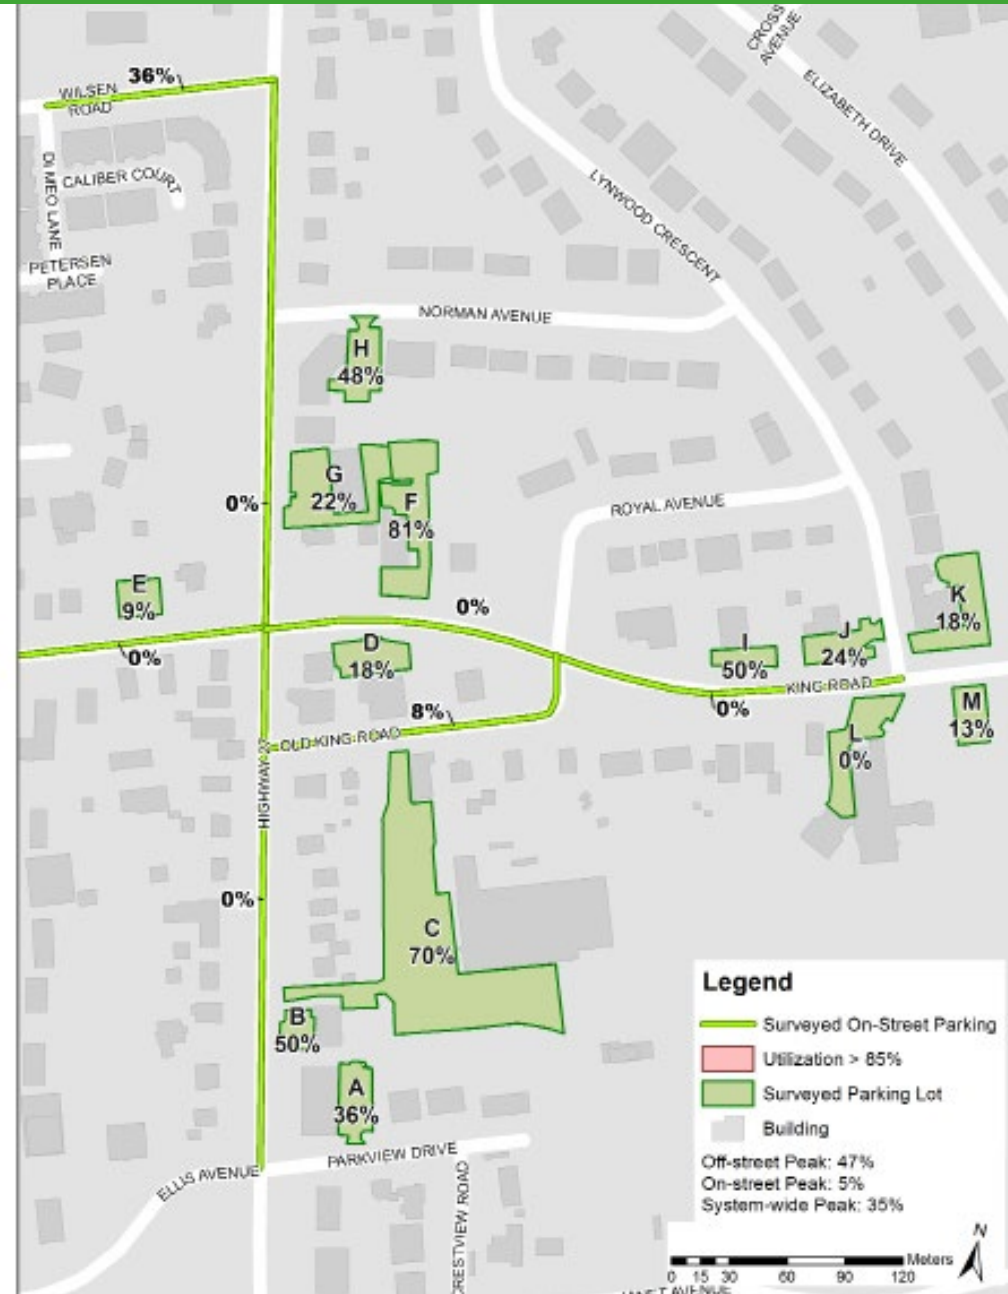 CROSS
AVENUE
36%
WILSEN
ROAD
ELIZABETH DRIVE
DI MEO LANE
CALIBER COURT
LYNWOOD CRESCENT
PETERSEN
PLACE
NORMAN AVENUE
H
48%
G
22%
F
81%
0%
ROYAL AVENUE
E
9%
0%
K
18%
D
18%
I
50%
J
24%
0%
KING ROAD
0%
M
13%
8%
OLD KING ROAD
L
0%
HIGHWAY
0%
C
70%
B
50%
A
36%
PARKVIEW DRIVE
ELLIS AVENUE
CRESTVIEW ROAD
Legend
Surveyed On-Street Parking
Utilization > 85%
Surveyed Parking Lot
Building
Off-street Peak: 47%
On-street Peak: 5%
System-wide Peak: 35%
N
Meters
0 15 30 60 90 120